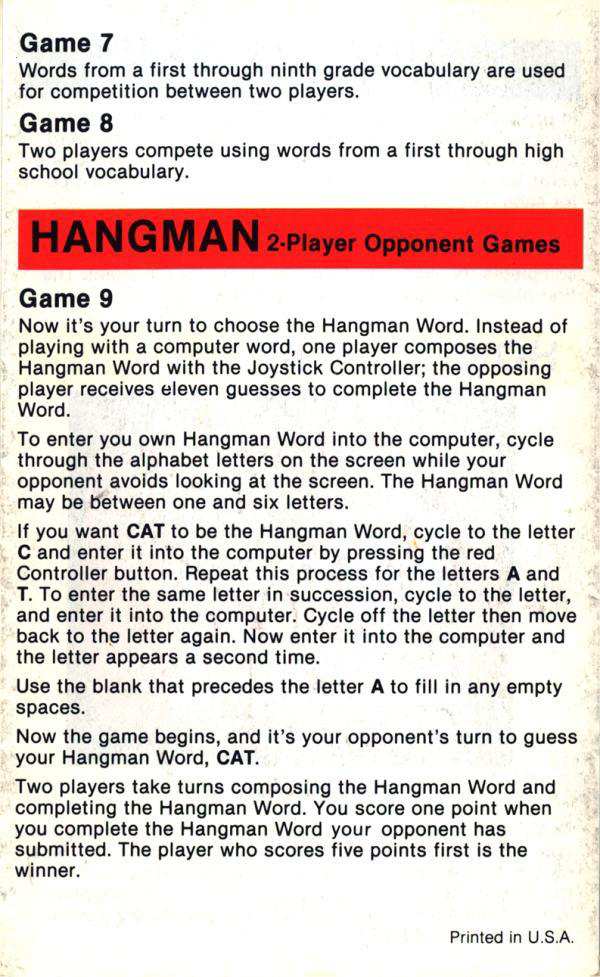 Game 7
Words from a first through ninth grade vocabulary are used
for competition between two players.
Game 8
Two players compete using words from a first through high
school vocabulary.
HANGMAN 2-Player Opponent Games
Game 9
Now it's your turn to choose the Hangman Word. Instead of
playing with a computer word, one player composes the
Hangman Word with the Joystick Controller; the opposing
player receives eleven guesses to complete the Hangman
Word.
To enter you own Hangman Word into the computer, cycle
through the alphabet letters on the screen while your
opponent avoids looking at the screen. The Hangman Word
may be between one and six letters.
If you want CAT to be the Hangman Word, cycle to the letter
C and enter it into the computer by pressing the red
Controller button. Repeat this process for the letters A and
T. To enter the same letter in succession, cycle to the letter,
and enter it into the computer. Cycle off the letter then move
back to the letter again. Now enter it into the computer and
the letter appears a second time.
Use the blank that precedes the letter A to fill in any empty
spaces.
Now the game begins, and it's your opponent's turn to guess
your Hangman Word, CAT.
Two players take turns composing the Hangman Word and
completing the Hangman Word. You score one point when
you complete the Hangman Word your opponent has
submitted. The player who scores five points first is the
winner.
Printed in U.S.A.